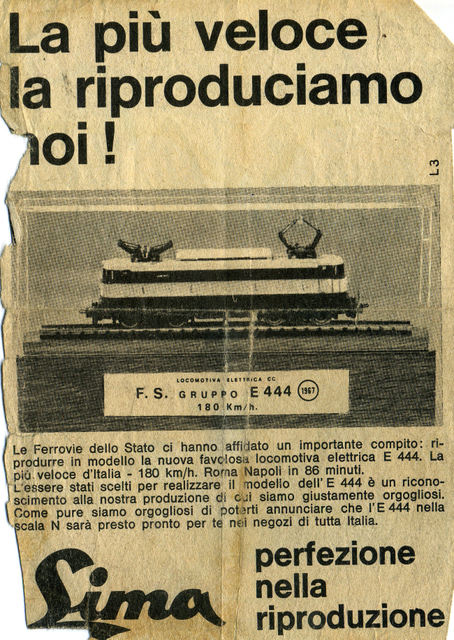 La più veloce
la riproduciamo
noi !
L3
LOCOMOTIVA ELETTRICA CC
F.S. GRUPPO E 444 1967
180 Km/h.
Le Ferrovie dello Stato ci hanno affidato un importante compito: ri-
produrre in modello la nuova favolosa locomotiva elettrica E 444. La
più veloce d'Italia - 180 km/h. Roma Napoli in 86 minuti.
L'essere stati scelti per realizzare il modello dell'E 444 è un ricono-
scimento alla nostra produzione di cui siamo giustamente orgogliosi.
Come pure siamo orgogliosi di poterti annunciare che l'E 444 nella
scala N sarà presto pronto per te nei negozi di tutta Italia.
Lima
perfezione
nella
riproduzione